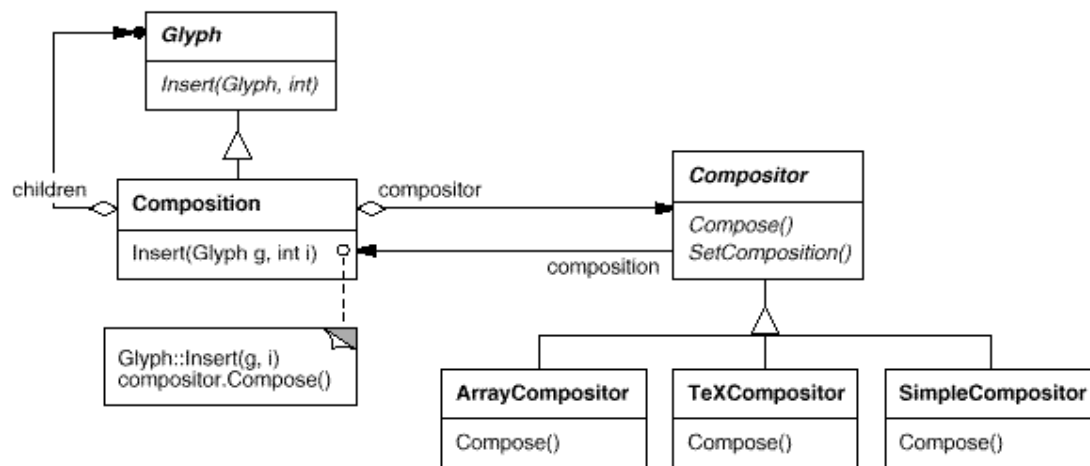 Glyph
Insert(Glyph, int)
children
Composition
Insert(Glyph g, int i)
compositor
composition
Compositor
Compose()
SetComposition()
Glyph::Insert(g, i)
compositor.Compose()
ArrayCompositor
Compose()
TeXCompositor
Compose()
SimpleCompositor
Compose()